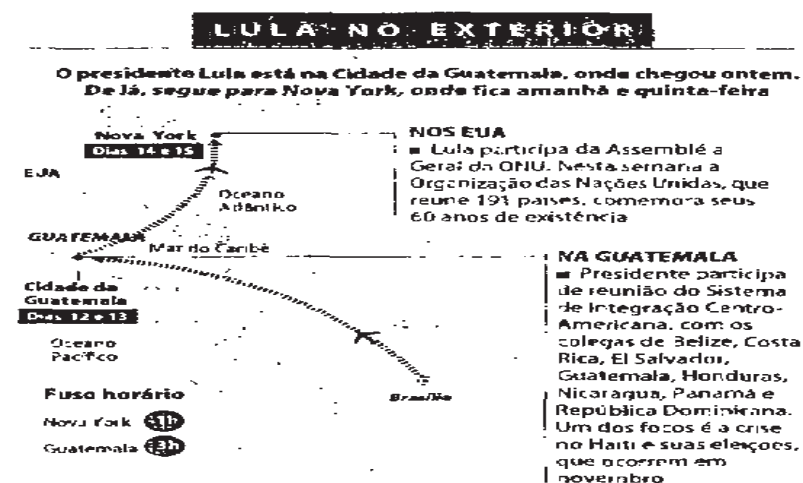 LULA NO EXTERIOR
O presidente Lula está na Cidade da Guatemala, onde chegou ontem.
De lá, segue para Nova York, onde fica amanhã e quinta-feira
Nova York
Dias 14 e 15
EUA
Oceano
Atlântico
NOS EUA
■ Lula participa da Assembléia
Geral da ONU. Nesta semana a
Organização das Nações Unidas, que
reune 191 países, comemora seus
60 anos de existência
GUATEMALA
Mar do Caribe
Cidade da
Guatemala
Dias 12 e 13
Oceano
Pacífico
Brasília
NA GUATEMALA
■ Presidente participa
de reunião do Sistema
de Integração Centro-
Americana, com os
colegas de Belize, Costa
Rica, El Salvador,
Guatemala, Honduras,
Nicaragua, Panamá e
República Dominicana.
Um dos focos é a crise
no Haiti e suas eleições,
que ocorrem em
novembro
Fuso horário
Nova York -1h
Guatemala -3h